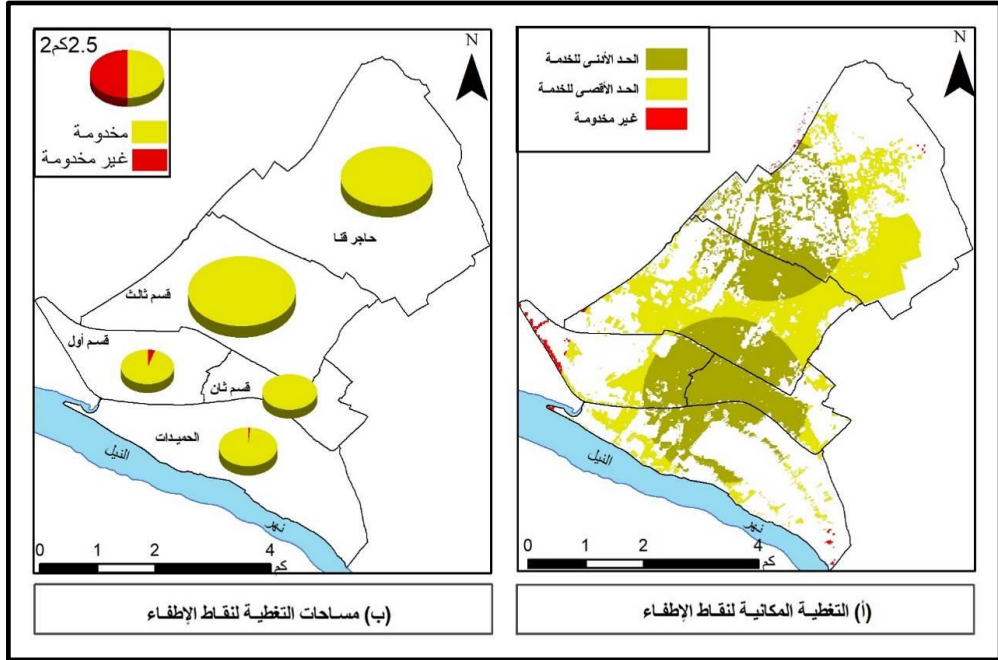 N
الحد الأدنى للخدمة
الحد الأقصى للخدمة
غير مخدومة
نهر
النيل
0 1 2 4
كم
(أ) التغطية المكانية لنقاط الإطفاء
N
2.5كم2
مخدومة
غير مخدومة
حاجر قنا
قسم ثالث
قسم أول
قسم ثان
الحميدات
نهر
النيل
0 1 2 4
كم
(ب) مساحات التغطية لنقاط الإطفاء